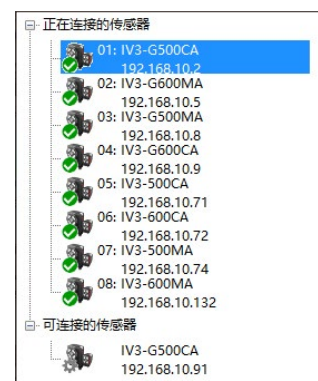 正在连接的传感器
01: IV3-G500CA
192.168.10.2
02: IV3-G600MA
192.168.10.5
03: IV3-G500MA
192.168.10.8
04: IV3-G600CA
192.168.10.9
05: IV3-500CA
192.168.10.71
06: IV3-600CA
192.168.10.72
07: IV3-500MA
192.168.10.74
08: IV3-600MA
192.168.10.132
可连接的传感器
IV3-G500CA
192.168.10.91